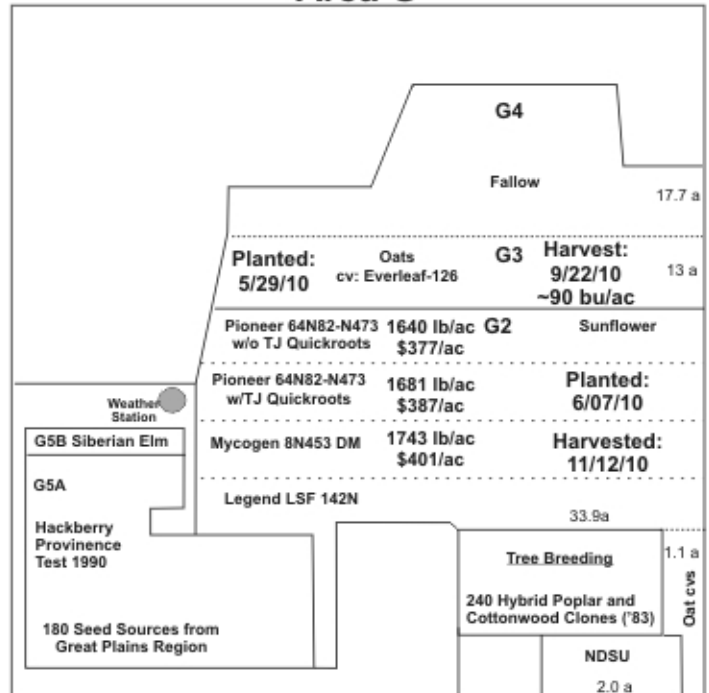 G4
Fallow
17.7 a
Planted:
5/29/10
Oats
cv: Everleaf-126
G3
Harvest:
9/22/10
~90 bu/ac
13 a
Pioneer 64N82-N473
w/o TJ Quickroots
1640 lb/ac
$377/ac
G2
Sunflower
Pioneer 64N82-N473
w/TJ Quickroots
1681 lb/ac
$387/ac
Planted:
6/07/10
Weather
Station
G5B Siberian Elm
Mycogen 8N453 DM
1743 lb/ac
$401/ac
Harvested:
11/12/10
G5A
Legend LSF 142N
33.9a
Hackberry
Provinence
Test 1990
180 Seed Sources from
Great Plains Region
Tree Breeding
240 Hybrid Poplar and
Cottonwood Clones ('83)
1.1 a
Oat cvs
NDSU
2.0 a